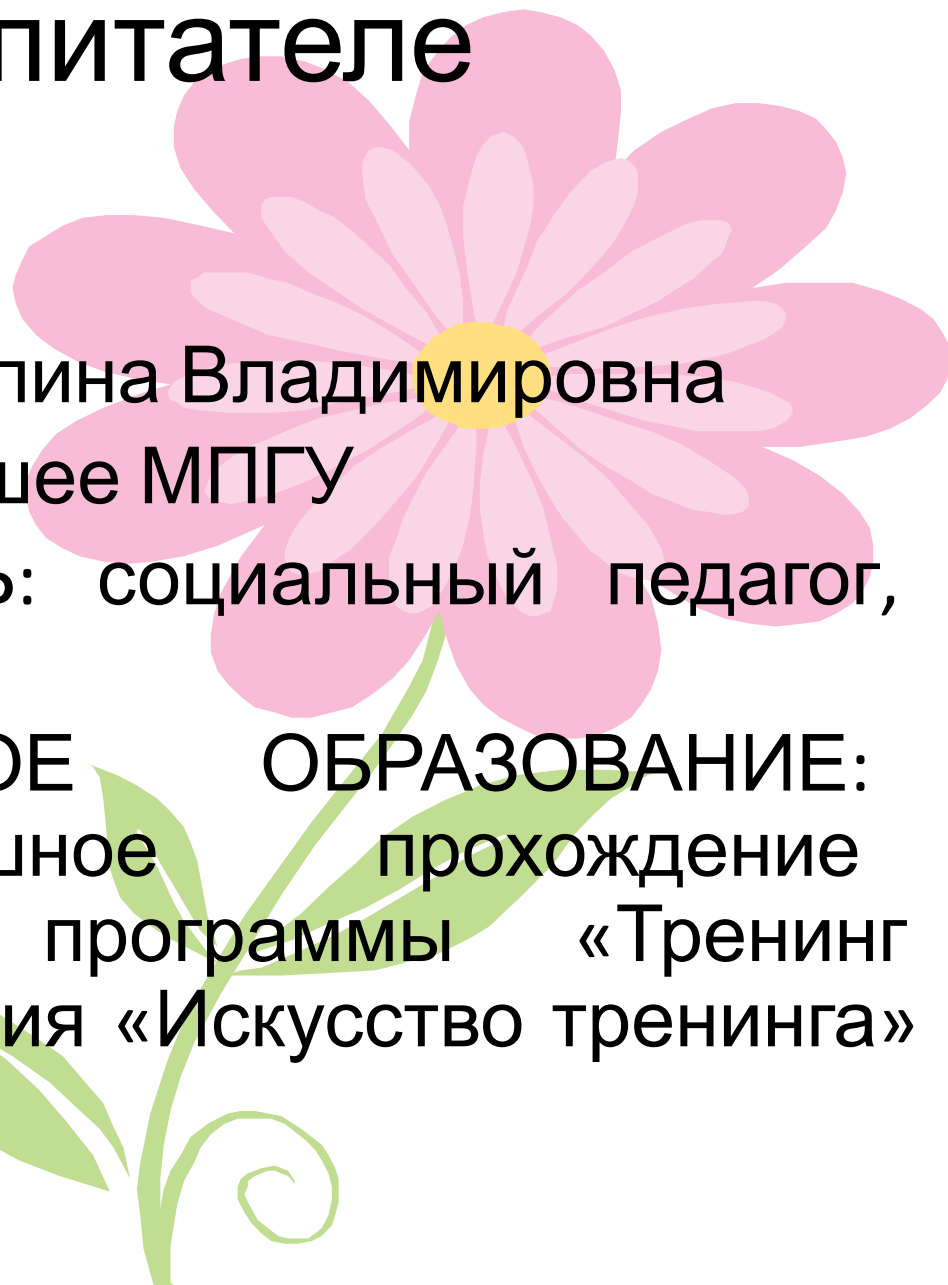 питателе
лина Владимировна
шее МПГУ
Ь: социальный педагог,
ОЕ ОБРАЗОВАНИЕ:
шное прохождение
программы «Тренинг
ия «Искусство тренинга»